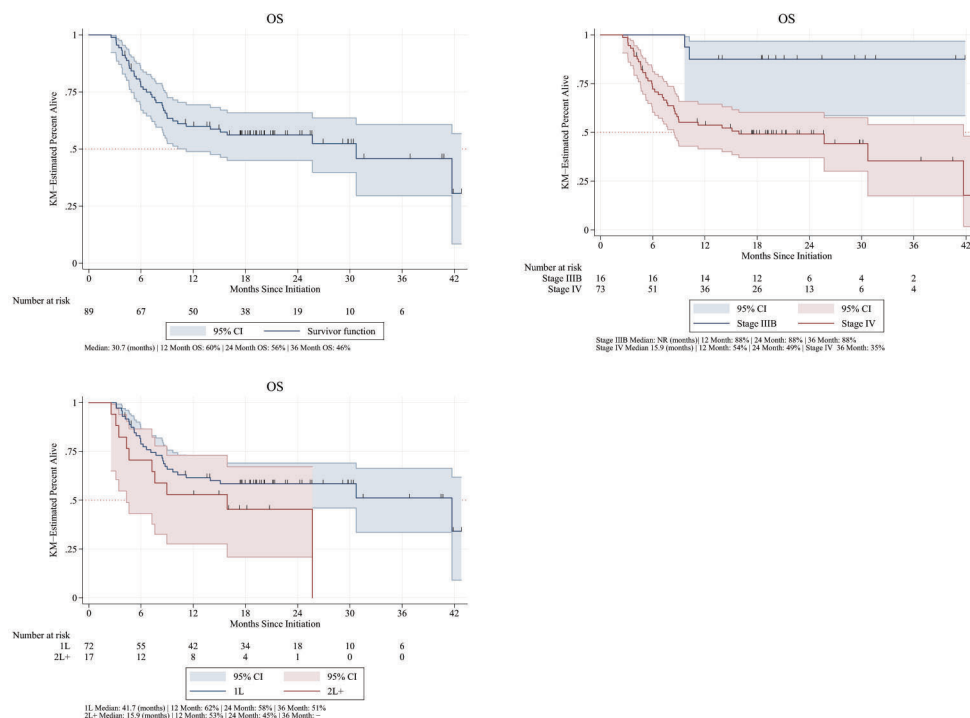 OS
KM-Estimated Percent Alive
1
.75
.5
.25
0
0 6 12 18 24 30 36 42
Months Since Initiation
Number at risk
89 67 50 38 19 10 6
95% CI Survivor function
Median: 30.7 (months) | 12 Month OS: 60% | 24 Month OS: 56% | 36 Month OS: 46%
OS
KM-Estimated Percent Alive
1
.75
.5
.25
0
0 6 12 18 24 30 36 42
Months Since Initiation
Number at risk
Stage IIIB 16 16 14 12 6 4 2
Stage IV 73 51 36 26 13 6 4
95% CI 95% CI
Stage IIIB Stage IV
Stage IIIB Median: NR (months)| 12 Month: 88% | 24 Month: 88% | 36 Month: 88%
Stage IV Median 15.9 (months) | 12 Month: 54% | 24 Month: 49% | Stage IV 36 Month: 35%
OS
KM-Estimated Percent Alive
1
.75
.5
.25
0
0 6 12 18 24 30 36 42
Months Since Initiation
Number at risk
1L 72 55 42 34 18 10 6
2L+ 17 12 8 4 1 0 0
95% CI 95% CI
1L 2L+
1L Median: 41.7 (months) | 12 Month: 62% | 24 Month: 58% | 36 Month: 51%
2L+ Median: 15.9 (months) | 12 Month: 53% | 24 Month: 45% | 36 Month: –